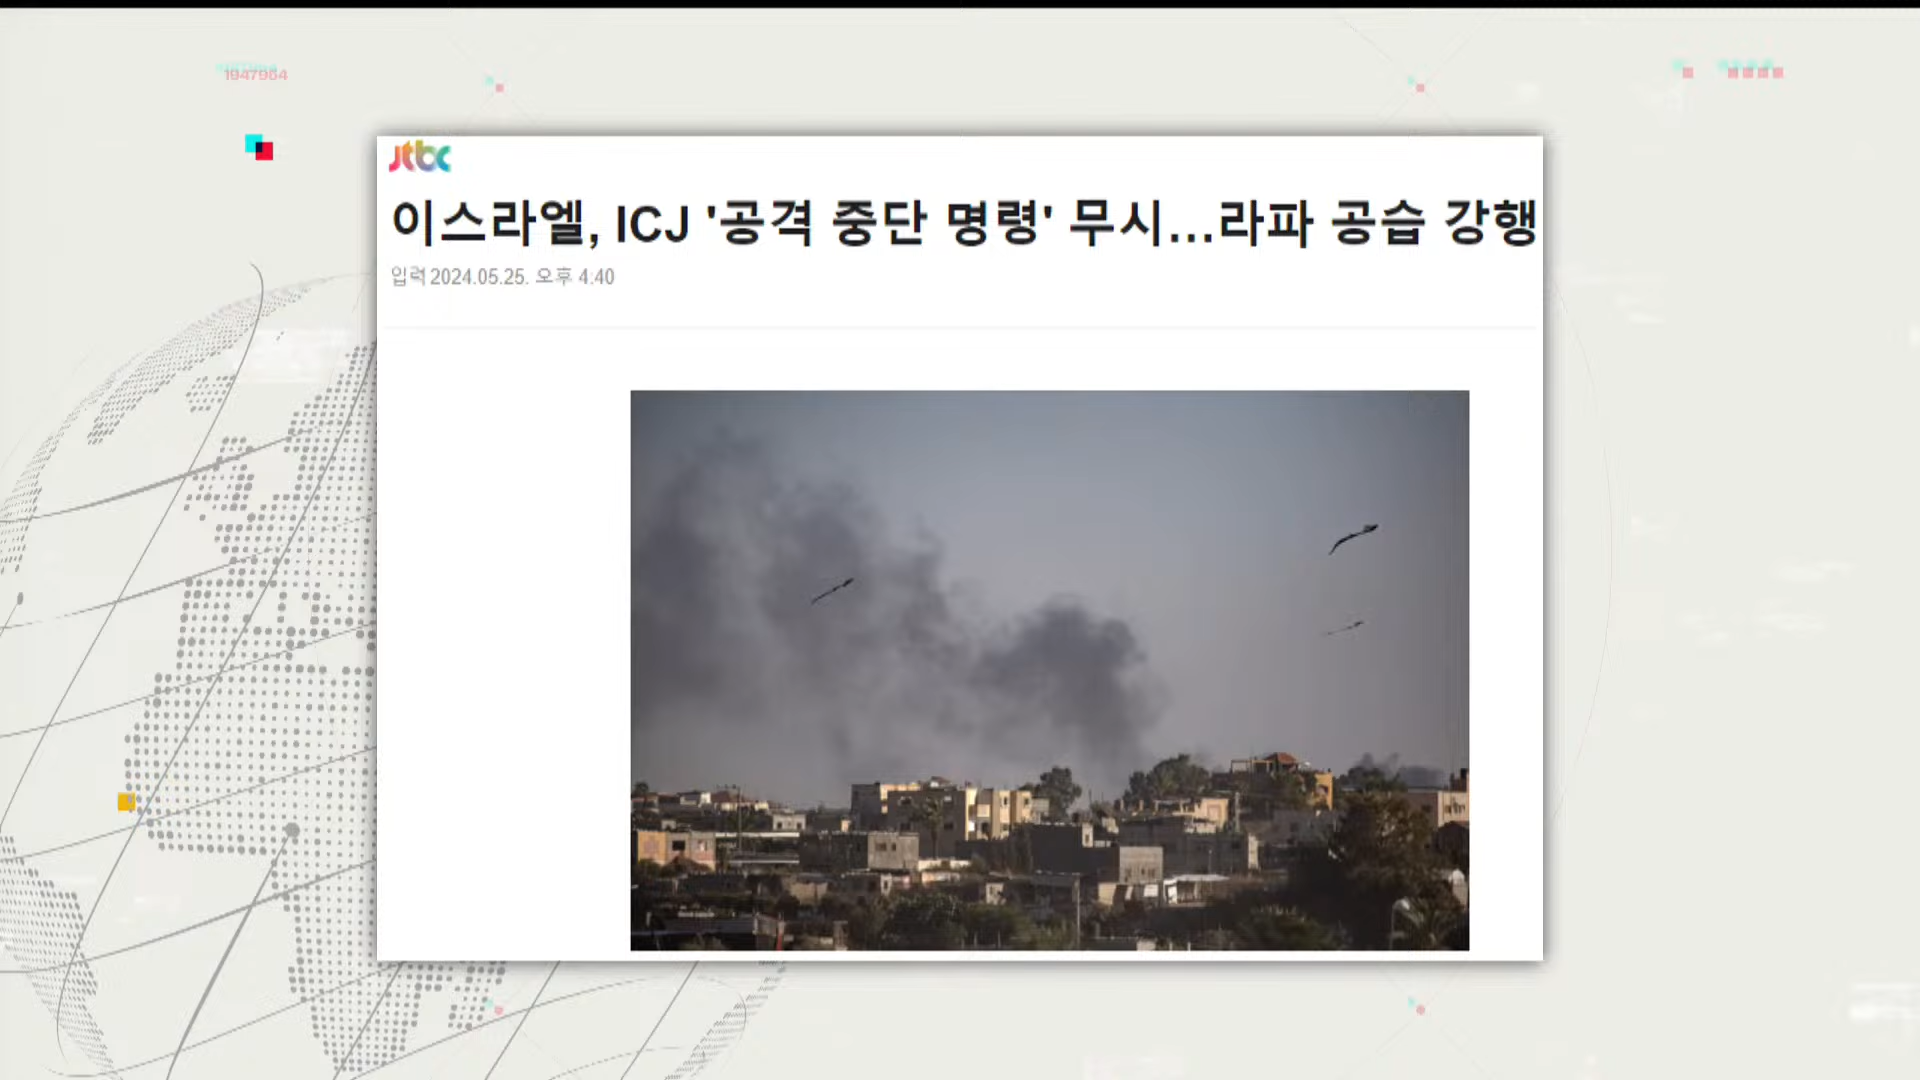 1947954
jtbc
이스라엘, ICJ '공격 중단 명령' 무시...라파 공습 강행
입력 2024.05.25. 오후 4:40